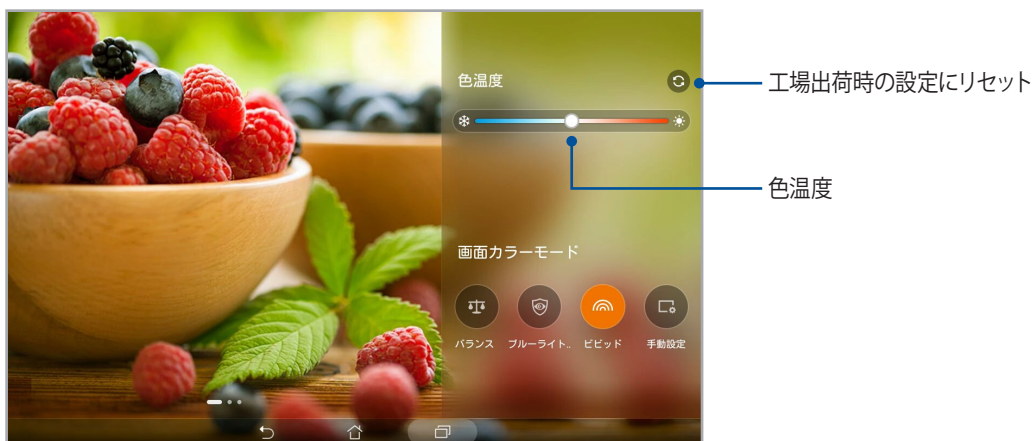 色温度
工場出荷時の設定にリセット
色温度
画面カラーモード
バランス
ブルーライト..
ビビッド
手動設定